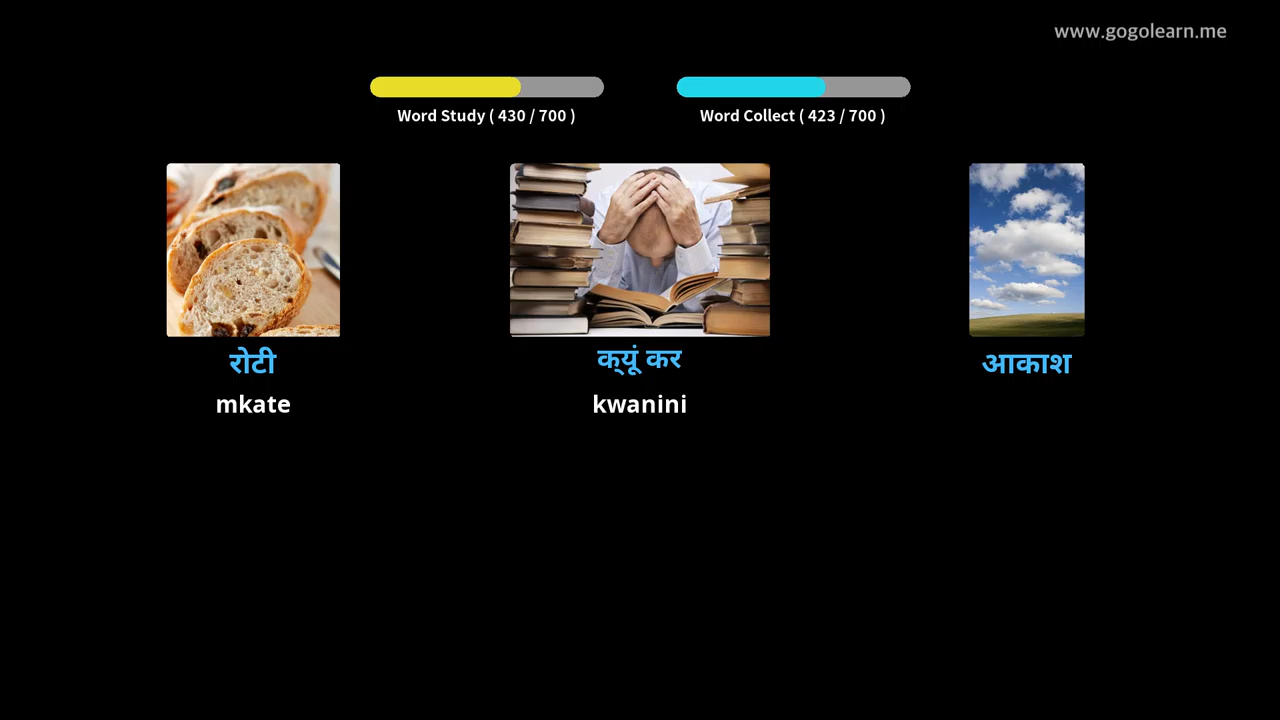 www.gogolearn.me
Word Study ( 430 / 700 )
Word Collect ( 423 / 700 )
रोटी
क्यूं कर
आकाश
mkate
kwanini